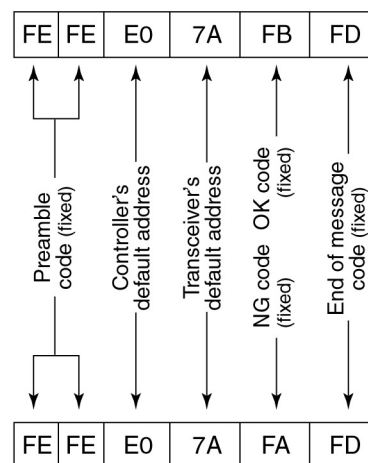 FE FE E0 7A FB FD
Preamble
code (fixed)
Controller's
default address
Transceiver's
default address
OK code
(fixed)
NG code
(fixed)
End of message
code (fixed)
FE FE E0 7A FA FD